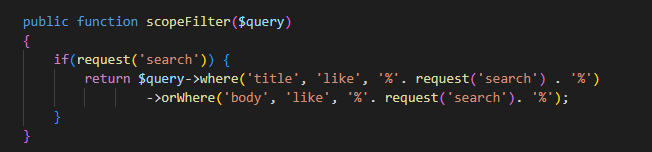 public function scopeFilter($query)
{
if(request('search')) {
return $query->where('title', 'like', '%'. request('search') . '%')
->orWhere('body', 'like', '%'. request('search'). '%');
}
}